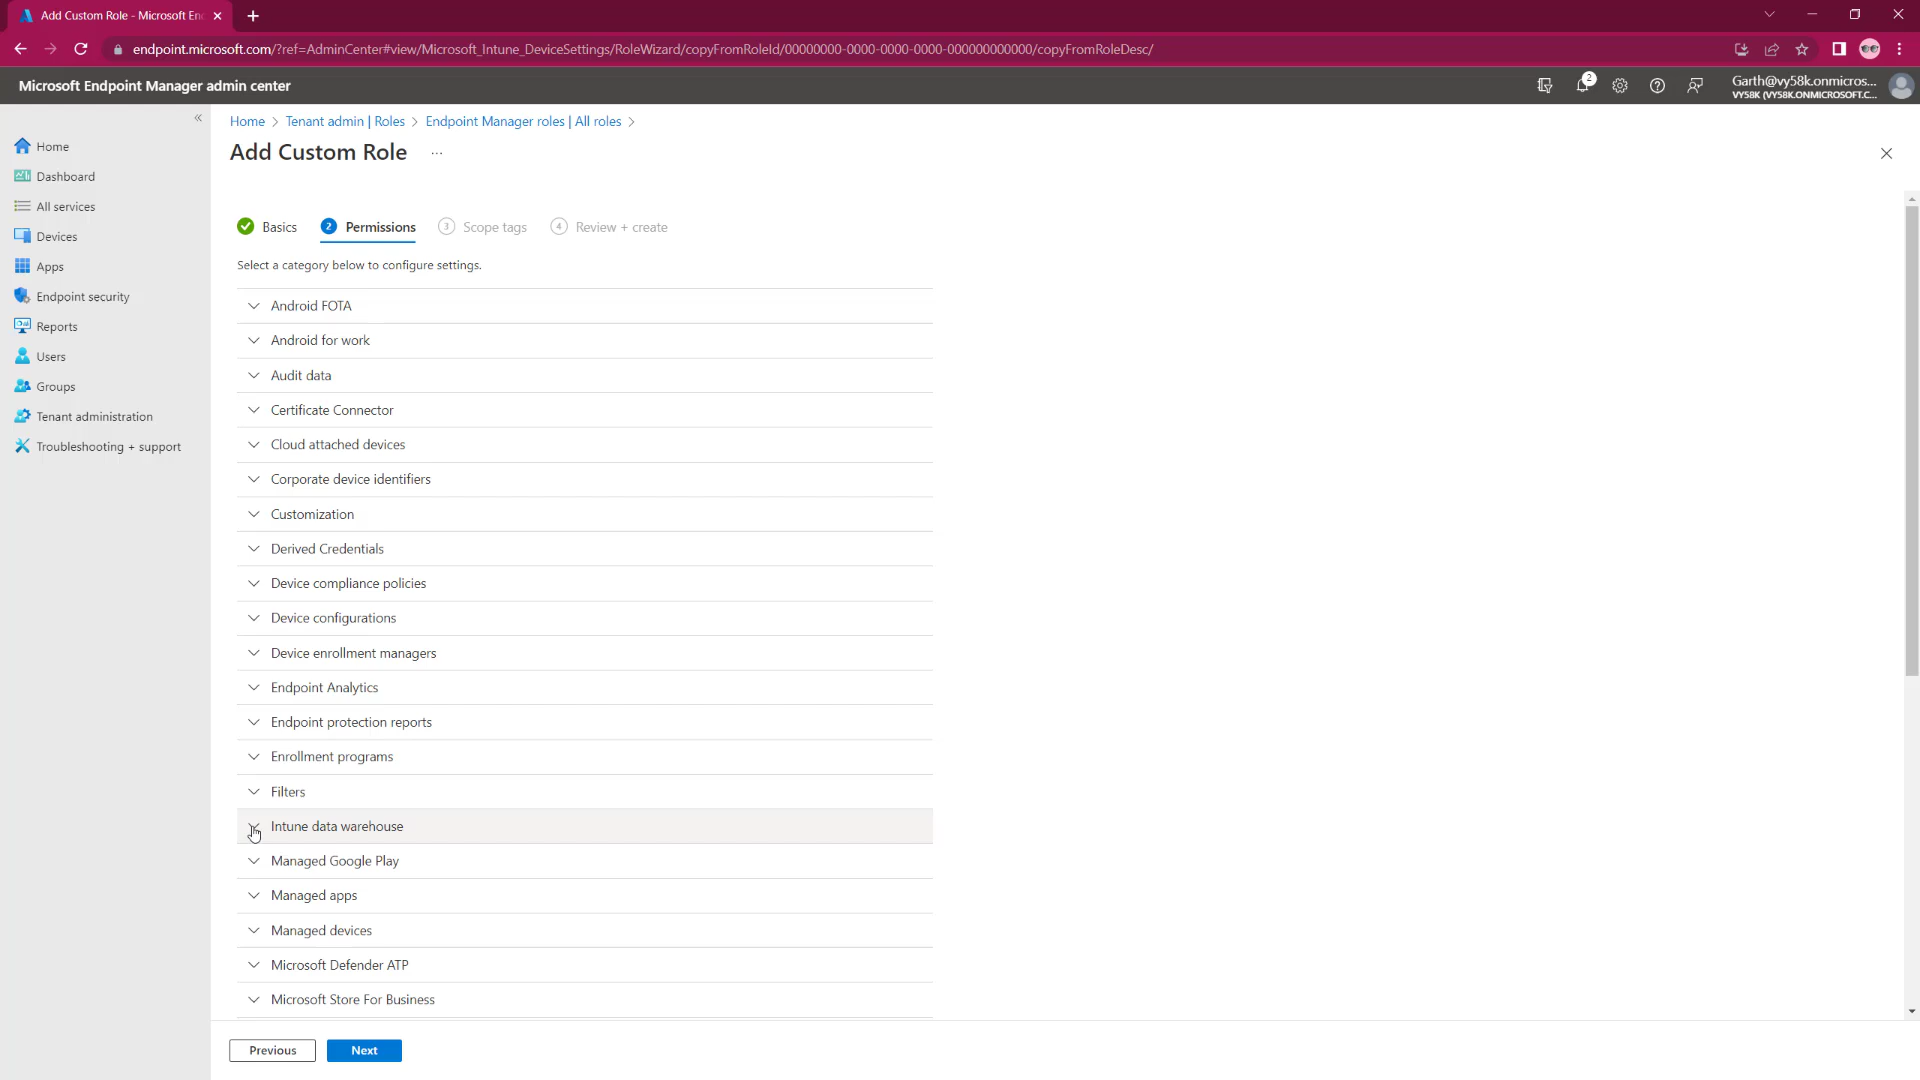 Add Custom Role - Microsoft En
endpoint.microsoft.com/?ref=AdminCenter#view/Microsoft_Intune_DeviceSettings/RoleWizard/copyFromRoleId/00000000-0000-0000-0000-000000000000/copyFromRoleDesc/
Microsoft Endpoint Manager admin center
2
Garth@vy58k.onmicros...
VY58K (VY58K.ONMICROSOFT.C...
Home > Tenant admin | Roles > Endpoint Manager roles | All roles >
Add Custom Role ...
Home
Dashboard
All services
Devices
Apps
Endpoint security
Reports
Users
Groups
Tenant administration
Troubleshooting + support
Basics 2 Permissions 3 Scope tags 4 Review + create
Select a category below to configure settings.
Android FOTA
Android for work
Audit data
Certificate Connector
Cloud attached devices
Corporate device identifiers
Customization
Derived Credentials
Device compliance policies
Device configurations
Device enrollment managers
Endpoint Analytics
Endpoint protection reports
Enrollment programs
Filters
Intune data warehouse
Managed Google Play
Managed apps
Managed devices
Microsoft Defender ATP
Microsoft Store For Business
Previous Next